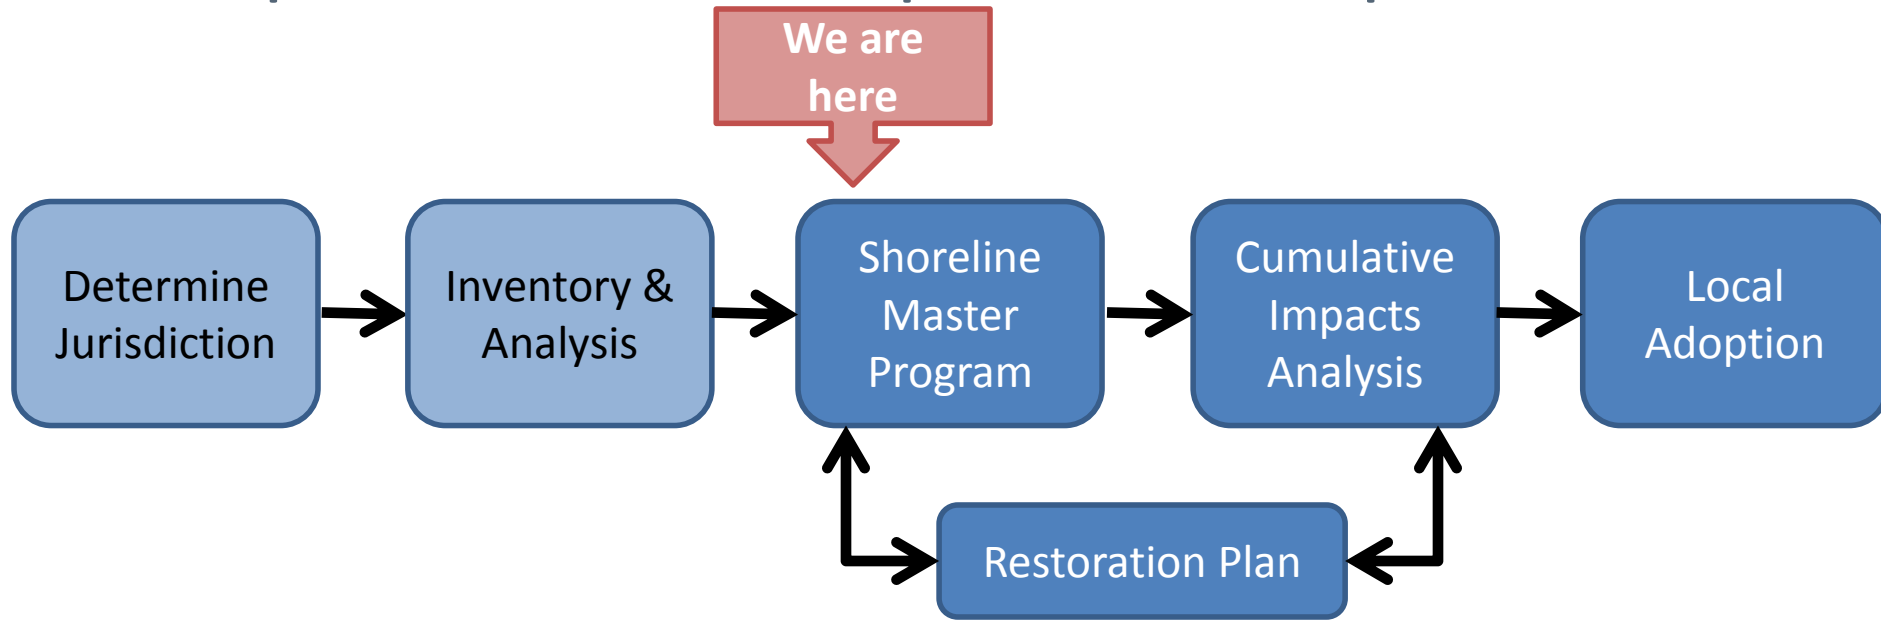 We are
here
Determine
Jurisdiction
Inventory &
Analysis
Shoreline
Master
Program
Cumulative
Impacts
Analysis
Local
Adoption
Restoration Plan